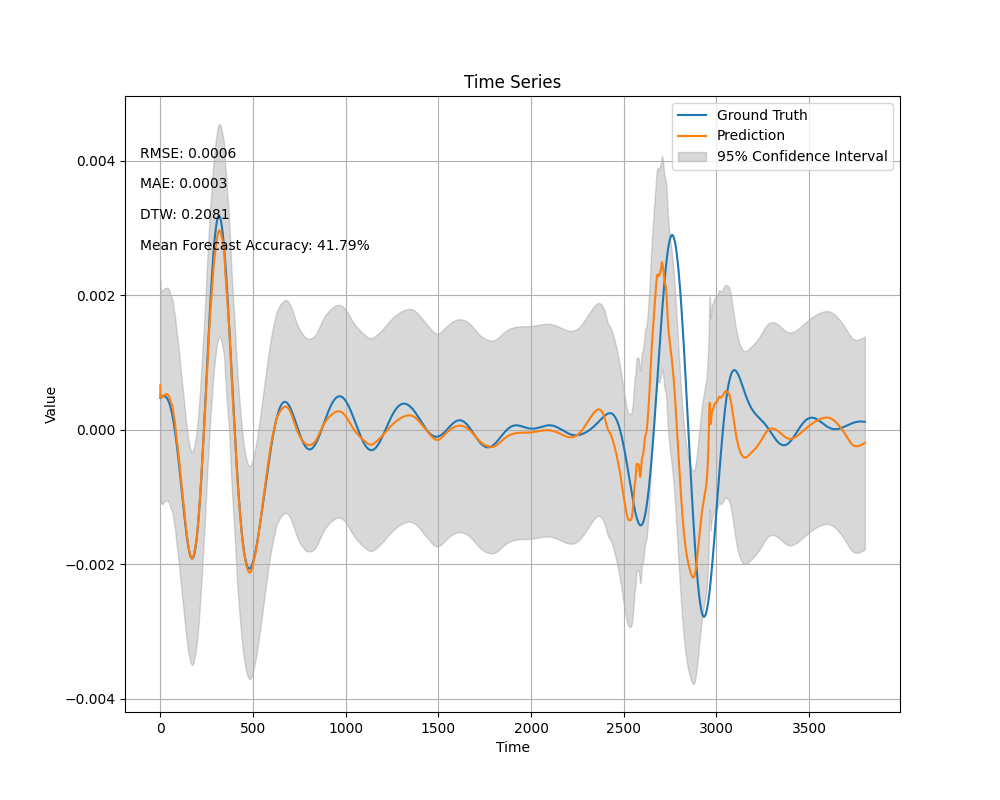 Time Series
Ground Truth
Prediction
95% Confidence Interval
RMSE: 0.0006
MAE: 0.0003
DTW: 0.2081
Mean Forecast Accuracy: 41.79%
Value
0.004
0.002
0.000
−0.002
−0.004
0 500 1000 1500 2000 2500 3000 3500
Time